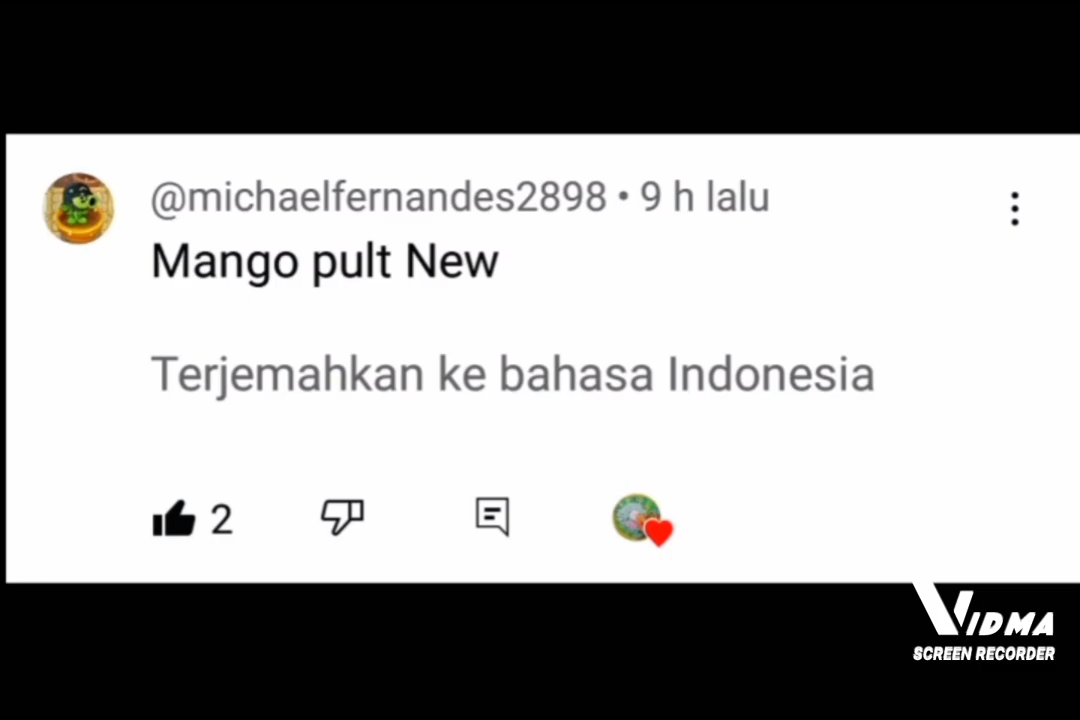 @michaelfernandes2898 • 9 h lalu
Mango pult New
Terjemahkan ke bahasa Indonesia
2
VIDMA
SCREEN RECORDER